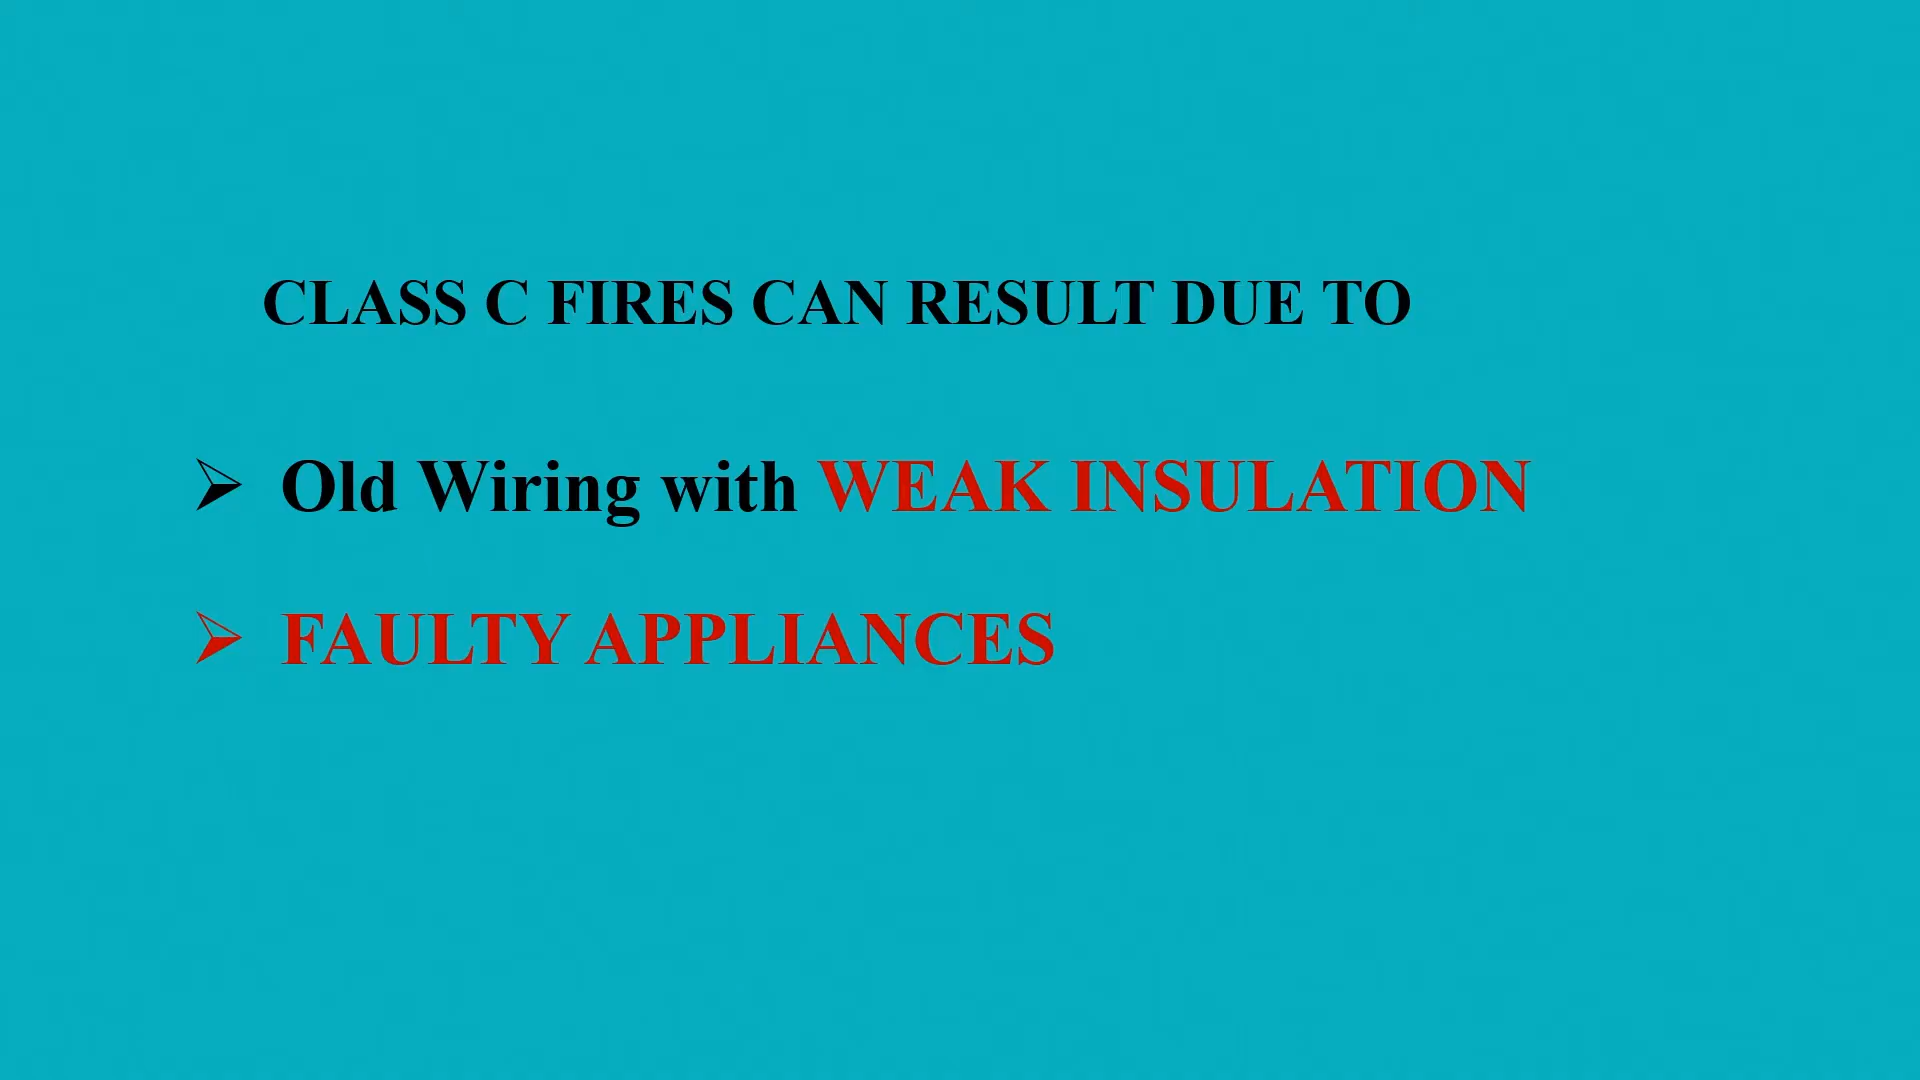 CLASS C FIRES CAN RESULT DUE TO
➢ Old Wiring with WEAK INSULATION
➢ FAULTY APPLIANCES